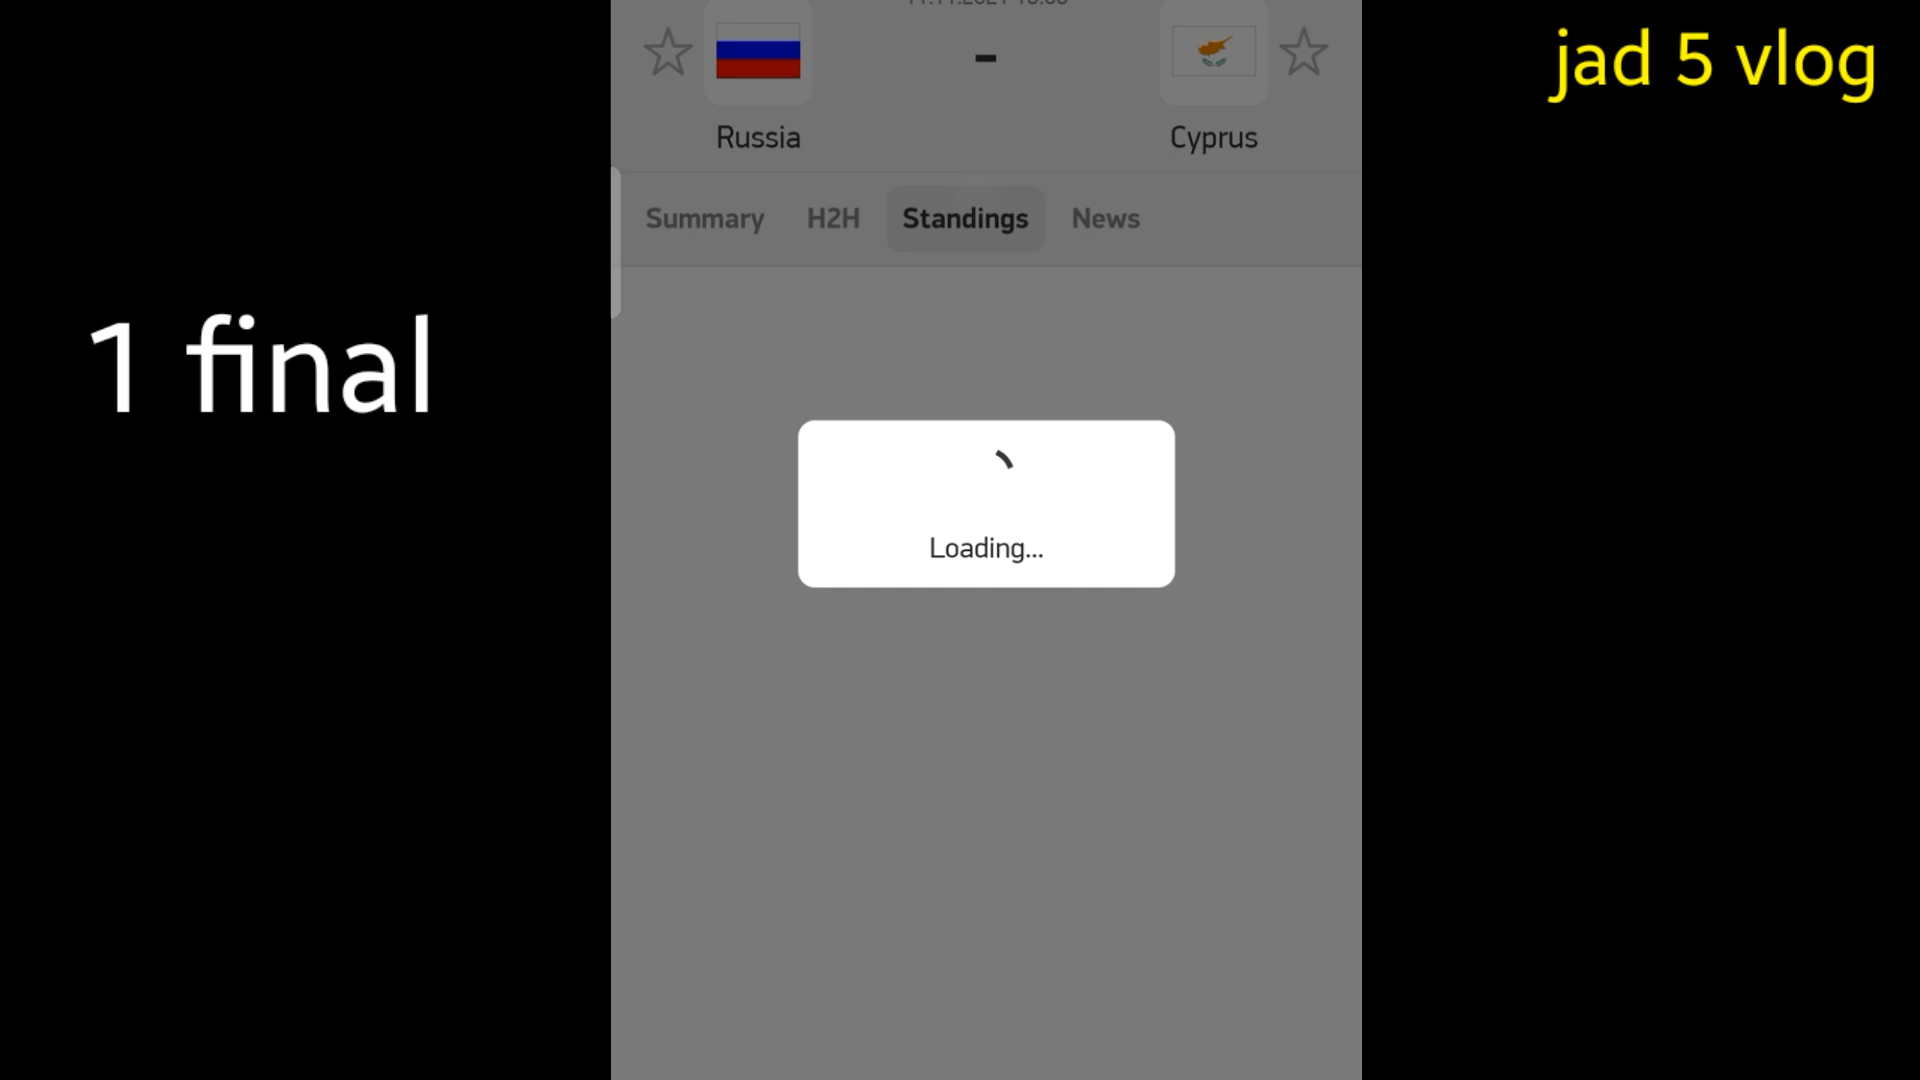 jad 5 vlog
-
Russia
Cyprus
Summary H2H Standings News
1 final
Loading...